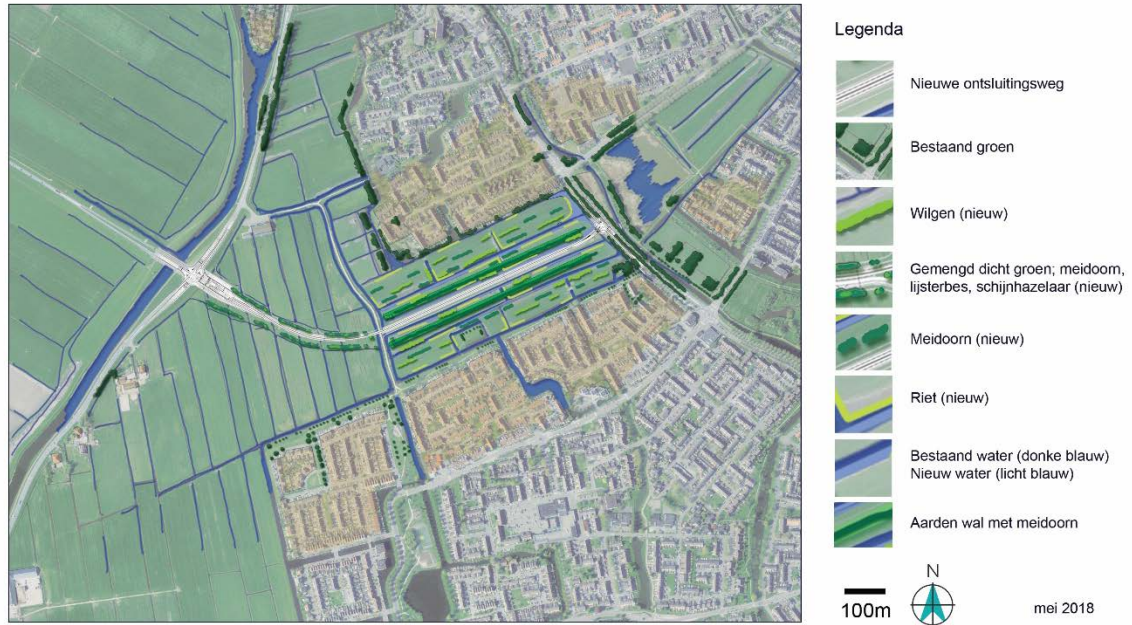 Legenda
Nieuwe ontsluitingsweg
Bestaand groen
Wilgen (nieuw)
Gemengd dicht groen; meidoorn,
lijsterbes, schijnhazelaar (nieuw)
Meidoorn (nieuw)
Riet (nieuw)
Bestaand water (donke blauw)
Nieuw water (licht blauw)
Aarden wal met meidoorn
N
100m
mei 2018